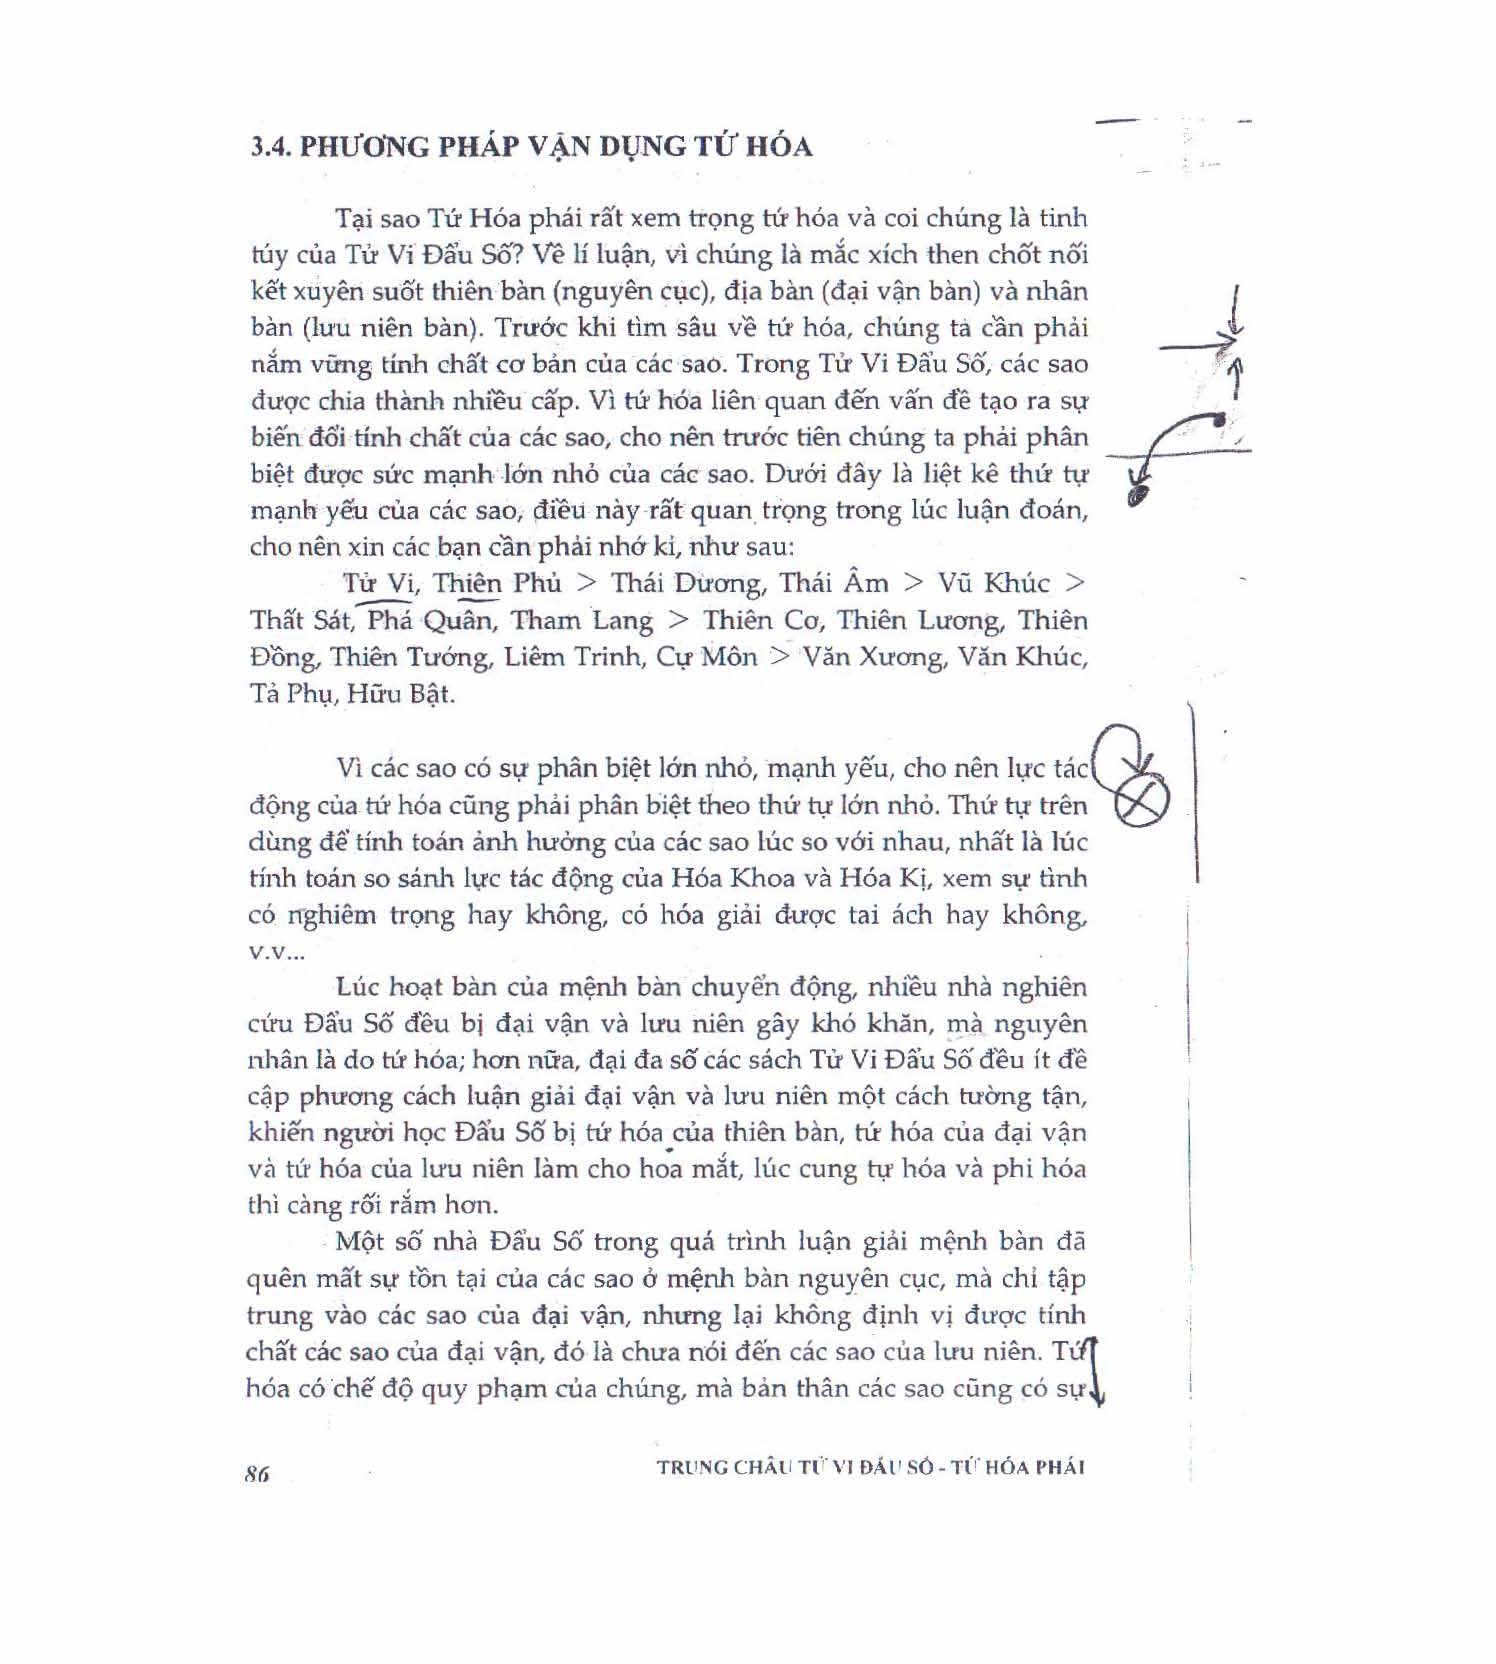 3.4. PHƯƠNG PHÁP VẬN DỤNG TỨ HÓA
Tại sao Tứ Hóa phái rất xem trọng tứ hóa và coi chúng là tinh
túy của Tử Vi Đẩu Số? Về lí luận, vì chúng là mắc xích then chốt nối
kết xuyên suốt thiên bàn (nguyên cục), địa bàn (đại vận bàn) và nhân
bàn (lưu niên bàn). Trước khi tìm sâu về tứ hóa, chúng ta cần phải
nắm vững tính chất cơ bản của các sao. Trong Tử Vi Đẩu Số, các sao
được chia thành nhiều cấp. Vì tứ hóa liên quan đến vấn đề tạo ra sự
biến đổi tính chất của các sao, cho nên trước tiên chúng ta phải phân
biệt được sức mạnh lớn nhỏ của các sao. Dưới đây là liệt kê thứ tự
mạnh yếu của các sao, điều này rất quan trọng trong lúc luận đoán,
cho nên xin các bạn cần phải nhớ kỉ, như sau:
Tử Vi, Thiên Phủ > Thái Dương, Thái Âm > Vũ Khúc >
Thất Sát, Phá Quân, Tham Lang > Thiên Cơ, Thiên Lương, Thiên
Đồng, Thiên Tướng, Liêm Trinh, Cự Môn > Văn Xương, Văn Khúc,
Tả Phụ, Hữu Bật.
Vì các sao có sự phân biệt lớn nhỏ, mạnh yếu, cho nên lực tác
động của tứ hóa cũng phải phân biệt theo thứ tự lớn nhỏ. Thứ tự trên
dùng để tính toán ảnh hưởng của các sao lúc so với nhau, nhất là lúc
tính toán so sánh lực tác động của Hóa Khoa và Hóa Kị, xem sự tình
có nghiêm trọng hay không, có hóa giải được tai ách hay không,
v.v...
Lúc hoạt bàn của mệnh bàn chuyển động, nhiều nhà nghiên
cứu Đẩu Số đều bị đại vận và lưu niên gây khó khăn, mà nguyên
nhân là do tứ hóa; hơn nữa, đại đa số các sách Tử Vi Đẩu Số đều ít đề
cập phương cách luận giải đại vận và lưu niên một cách tường tận,
khiến người học Đẩu Số bị tứ hóa của thiên bàn, tứ hóa của đại vận
và tứ hóa của lưu niên làm cho hoa mắt, lúc cung tự hóa và phi hóa
thì càng rối rắm hơn.
Một số nhà Đẩu Số trong quá trình luận giải mệnh bàn đã
quên mất sự tồn tại của các sao ở mệnh bàn nguyên cục, mà chỉ tập
trung vào các sao của đại vận, nhưng lại không định vị được tính
chất các sao của đại vận, đó là chưa nói đến các sao của lưu niên. Tứ
hóa có chế độ quy phạm của chúng, mà bản thân các sao cũng có sự
86
TRUNG CHÂU TỬ VI ĐẨU SỐ - TỨ HÓA PHÁI